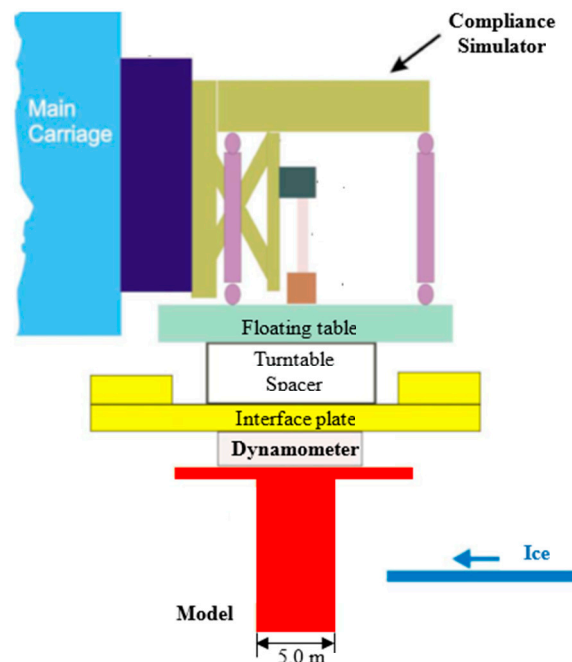 Compliance
Simulator
Main
Carriage
Floating table
Turntable
Spacer
Interface plate
Dynamometer
Ice
Model
5.0 m